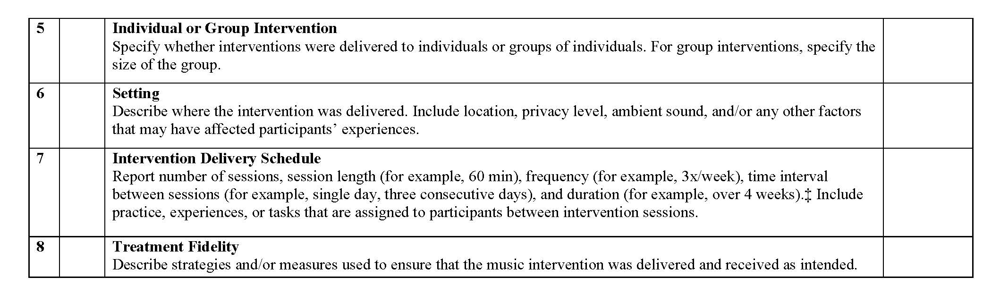 5 Individual or Group Intervention
Specify whether interventions were delivered to individuals or groups of individuals. For group interventions, specify the
size of the group.
6 Setting
Describe where the intervention was delivered. Include location, privacy level, ambient sound, and/or any other factors
that may have affected participants’ experiences.
7 Intervention Delivery Schedule
Report number of sessions, session length (for example, 60 min), frequency (for example, 3x/week), time interval
between sessions (for example, single day, three consecutive days), and duration (for example, over 4 weeks).‡ Include
practice, experiences, or tasks that are assigned to participants between intervention sessions.
8 Treatment Fidelity
Describe strategies and/or measures used to ensure that the music intervention was delivered and received as intended.